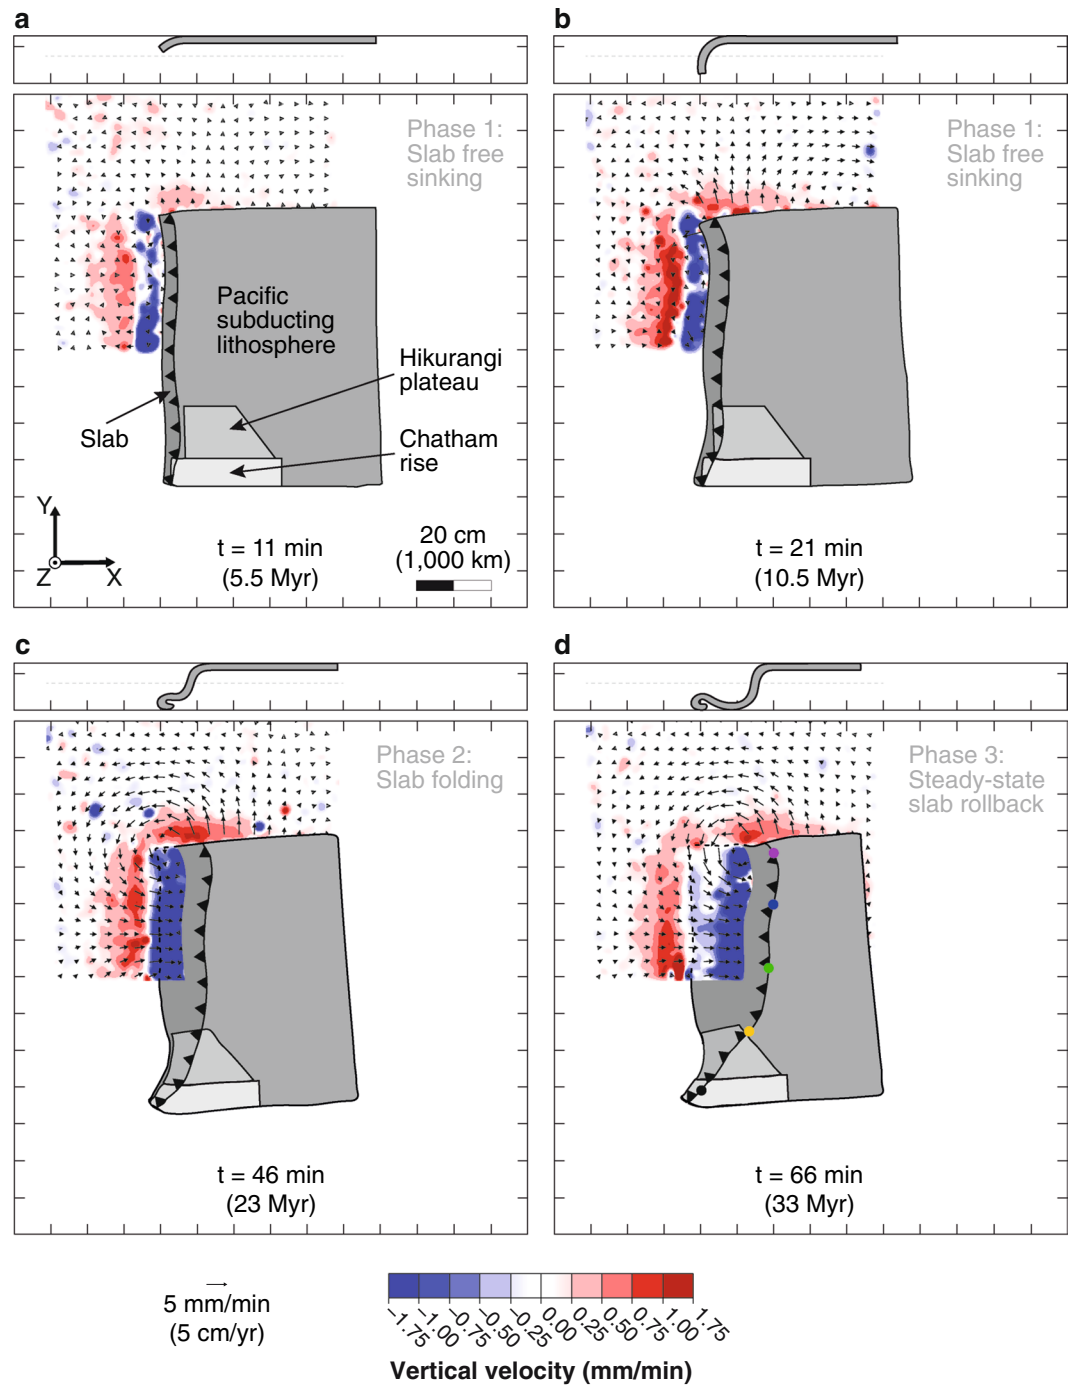 a
Phase 1:
Slab free
sinking
Pacific
subducting
lithosphere
Hikurangi
plateau
Slab
Chatham
rise
Y
Z
X
t = 11 min
(5.5 Myr)
20 cm
(1,000 km)
b
Phase 1:
Slab free
sinking
t = 21 min
(10.5 Myr)
c
Phase 2:
Slab folding
t = 46 min
(23 Myr)
d
Phase 3:
Steady-state
slab rollback
t = 66 min
(33 Myr)
5 mm/min
(5 cm/yr)
−1.75
−1.00
−0.75
−0.50
−0.25
0.00
0.25
0.50
0.75
1.00
1.75
Vertical velocity (mm/min)